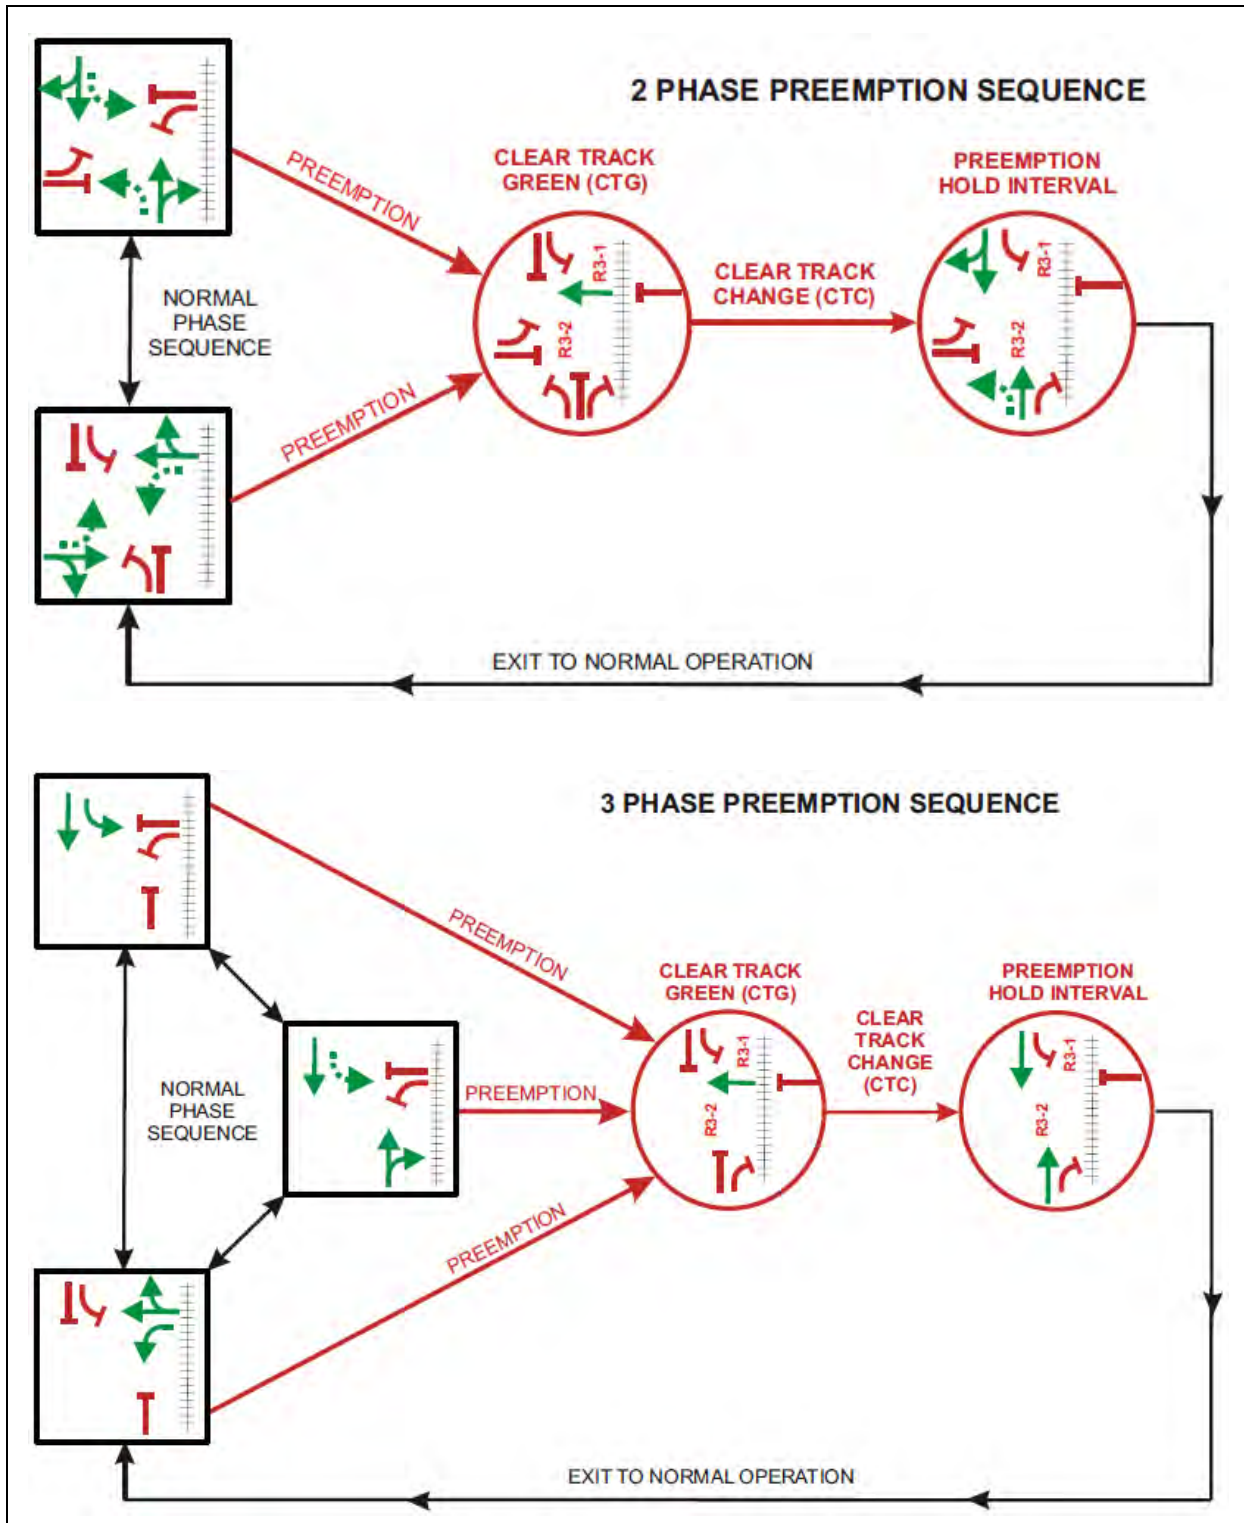 2 PHASE PREEMPTION SEQUENCE
CLEAR TRACK
GREEN (CTG)
PREEMPTION
HOLD INTERVAL
PREEMPTION
R3-1
R3-1
CLEAR TRACK
CHANGE (CTC)
NORMAL
PHASE
SEQUENCE
R3-2
R3-2
PREEMPTION
EXIT TO NORMAL OPERATION
3 PHASE PREEMPTION SEQUENCE
PREEMPTION
CLEAR TRACK
GREEN (CTG)
PREEMPTION
HOLD INTERVAL
CLEAR
TRACK
CHANGE
(CTC)
R3-1
R3-1
NORMAL
PHASE
SEQUENCE
PREEMPTION
R3-2
R3-2
PREEMPTION
EXIT TO NORMAL OPERATION